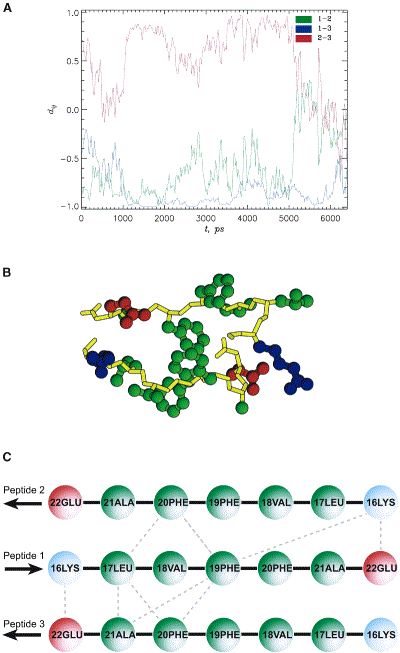 A
1.0
0.5
0.0
−0.5
−1.0
d_ij
1−2
1−3
2−3
0
1000
2000
3000
4000
5000
6000
t, ps
B
C
Peptide 2
22GLU 21ALA 20PHE 19PHE 18VAL 17LEU 16LYS
Peptide 1
16LYS 17LEU 18VAL 19PHE 20PHE 21ALA 22GLU
Peptide 3
22GLU 21ALA 20PHE 19PHE 18VAL 17LEU 16LYS